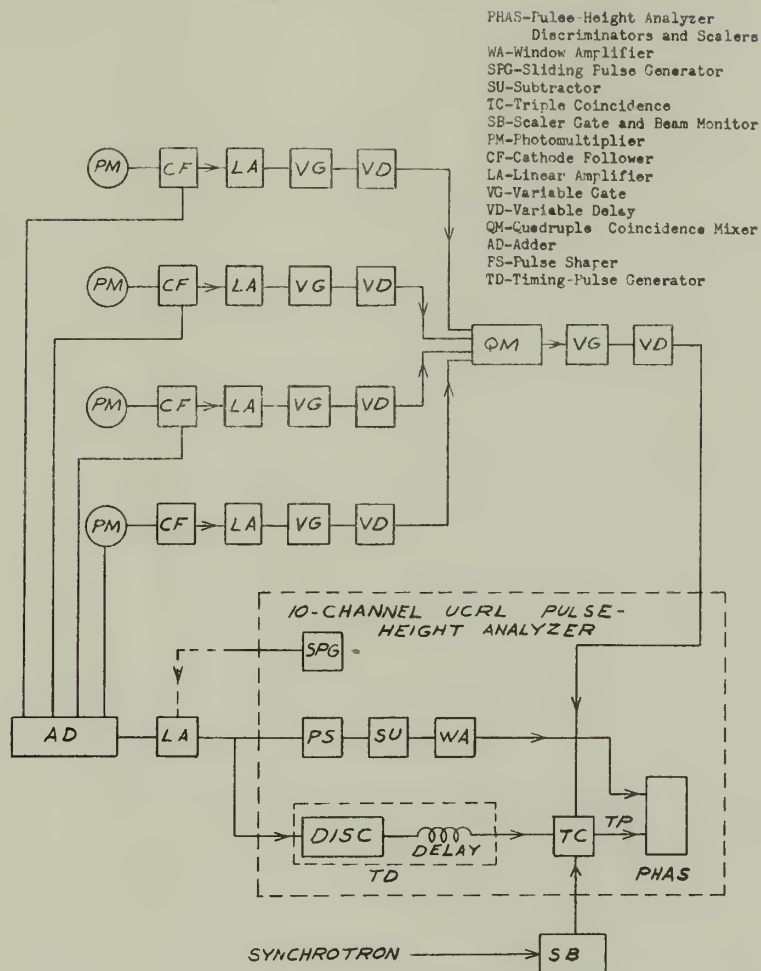 PHAS-Pulse-Height Analyzer
Discriminators and Scalers
WA-Window Amplifier
SPG-Sliding Pulse Generator
SU-Subtractor
TC-Triple Coincidence
SB-Scaler Gate and Beam Monitor
PM-Photomultiplier
CF-Cathode Follower
LA-Linear Amplifier
VG-Variable Gate
VD-Variable Delay
QM-Quadruple Coincidence Mixer
AD-Adder
PS-Pulse Shaper
TD-Timing-Pulse Generator
PM CF LA VG VD
PM CF LA VG VD
QM VG VD
PM CF LA VG VD
PM CF LA VG VD
10-CHANNEL UCRL PULSE-
HEIGHT ANALYZER
SPG
AD LA PS SU WA
DISC DELAY TC TP
TD PHAS
SYNCHROTRON SB